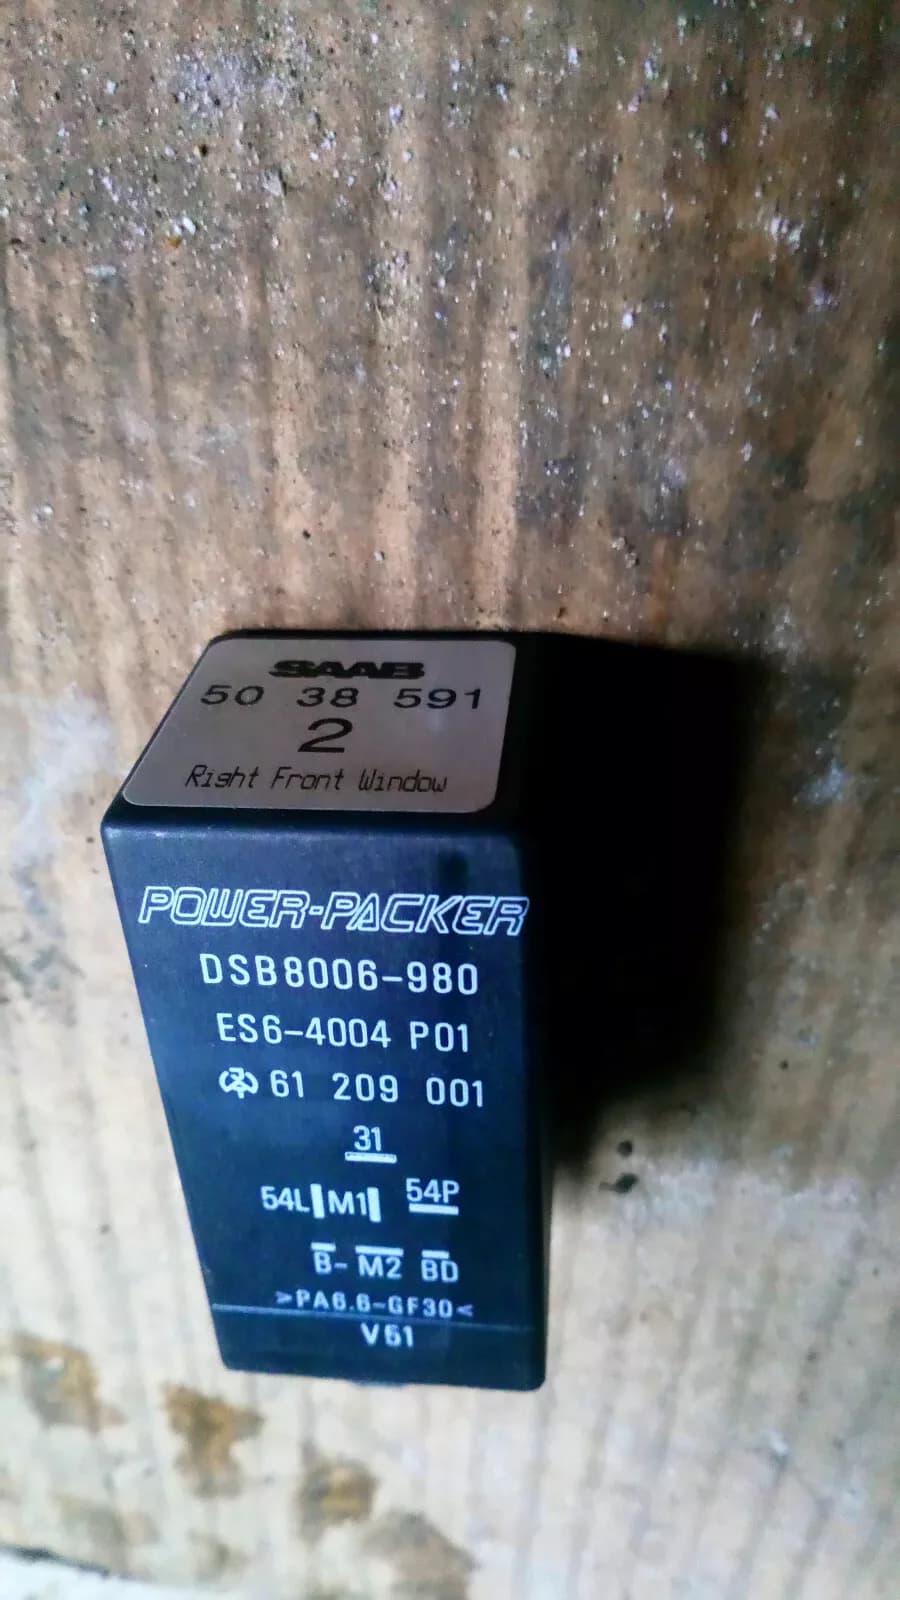 SAAB
50 38 591
2
Right Front Window
POWER-PACKER
DSB8006-980
ES6-4004 P01
61 209 001
31
54L M1 54P
B- M2 BD
>PA6.6-GF30<
V51